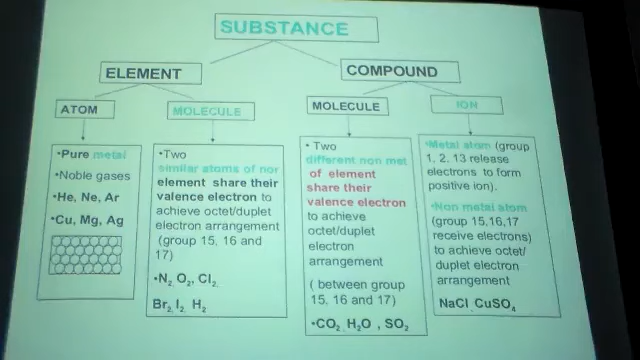 SUBSTANCE
ELEMENT
COMPOUND
ATOM
MOLECULE
MOLECULE
ION
•Pure metal
•Noble gases
•He, Ne, Ar
•Cu, Mg, Ag
•Two
similar atoms of nor
element share their
valence electron to
achieve octet/duplet
electron arrangement
(group 15, 16 and
17)
•N₂, O₂, Cl₂,
Br₂, I₂, H₂
• Two
different non met
of element
share their
valence electron
to achieve
octet/duplet
electron
arrangement
( between group
15, 16 and 17)
•CO₂, H₂O , SO₂
•Metal atom (group
1, 2, 13 release
electrons to form
positive ion).
•Non metal atom
(group 15,16,17
receive electrons)
to achieve octet/
duplet electron
arrangement
NaCl, CuSO₄